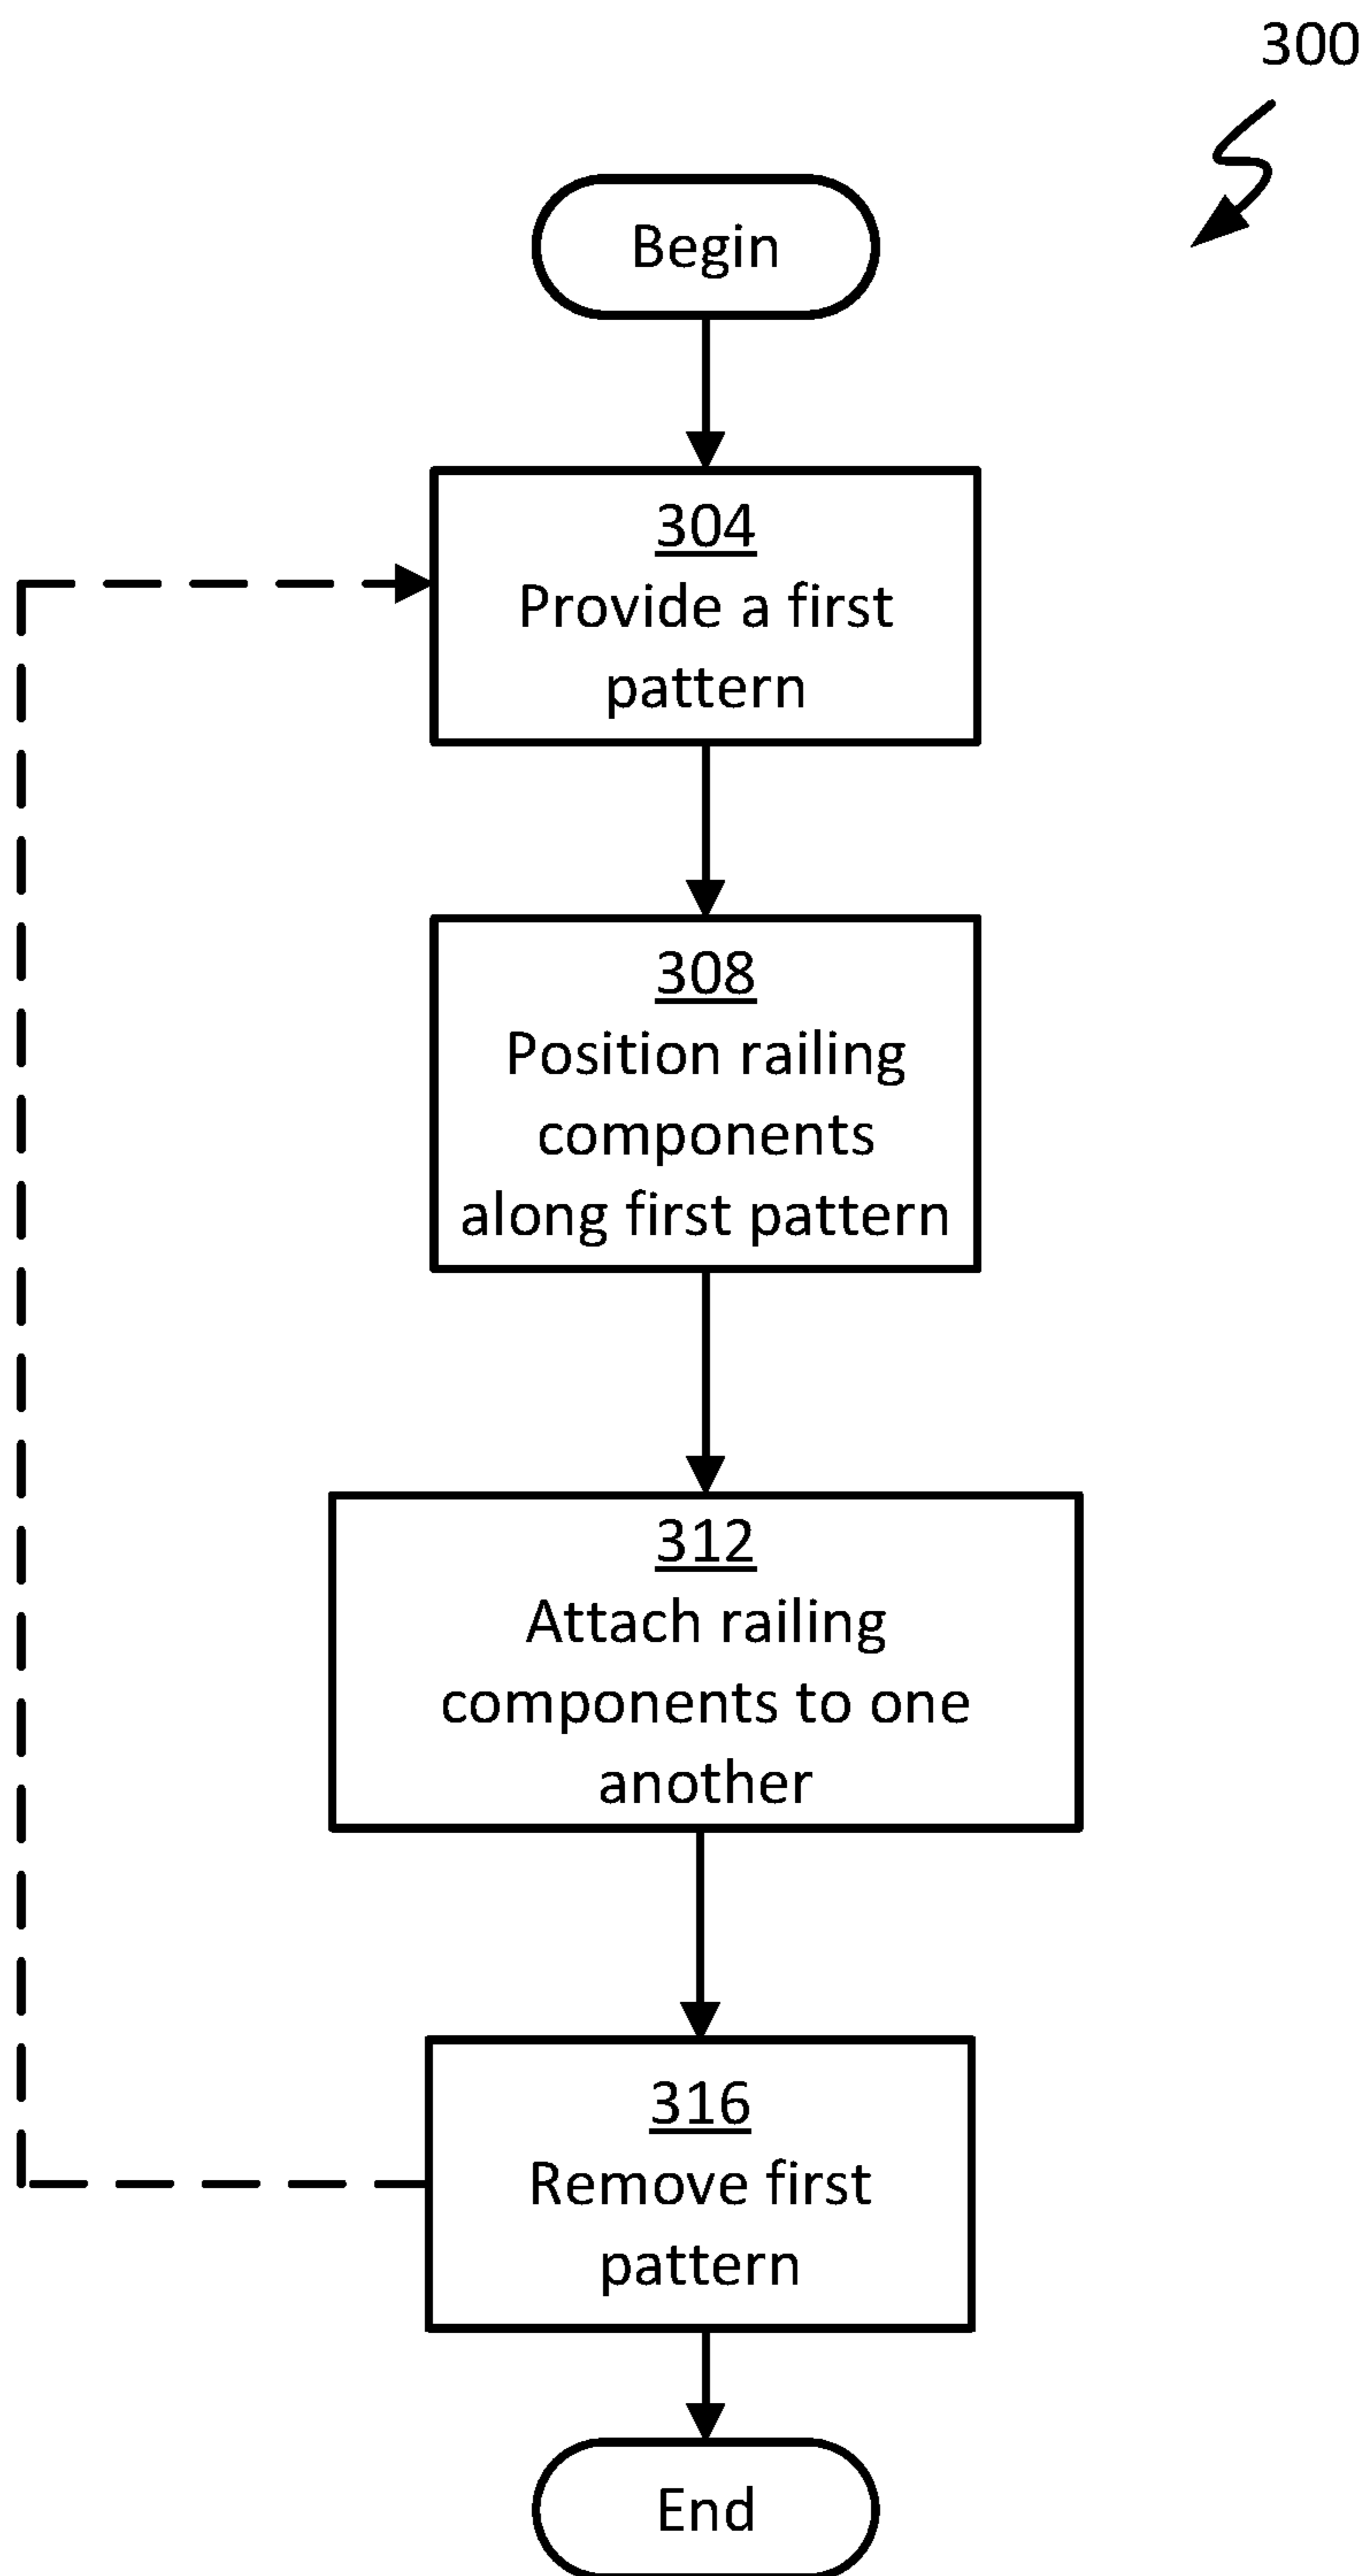 300
Begin
304
Provide a first
pattern
308
Position railing
components
along first pattern
312
Attach railing
components to one
another
316
Remove first
pattern
End